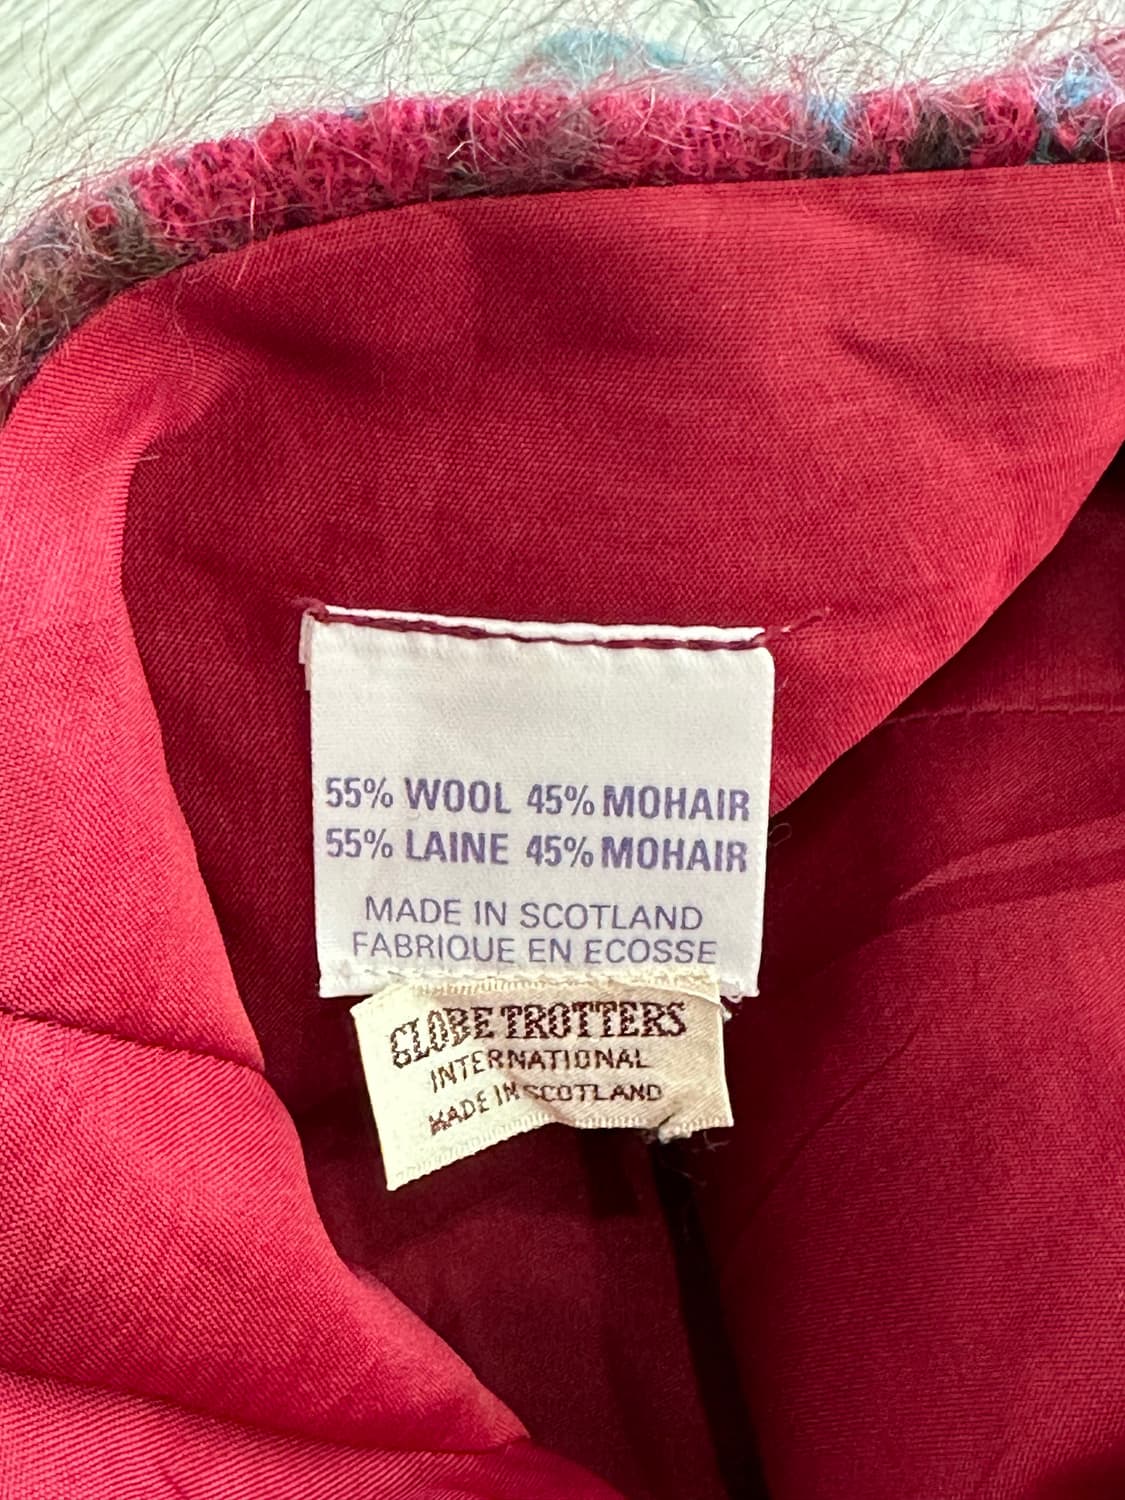 55% WOOL 45% MOHAIR
55% LAINE 45% MOHAIR
MADE IN SCOTLAND
FABRIQUE EN ECOSSE
GLOBE TROTTERS
INTERNATIONAL
MADE IN SCOTLAND